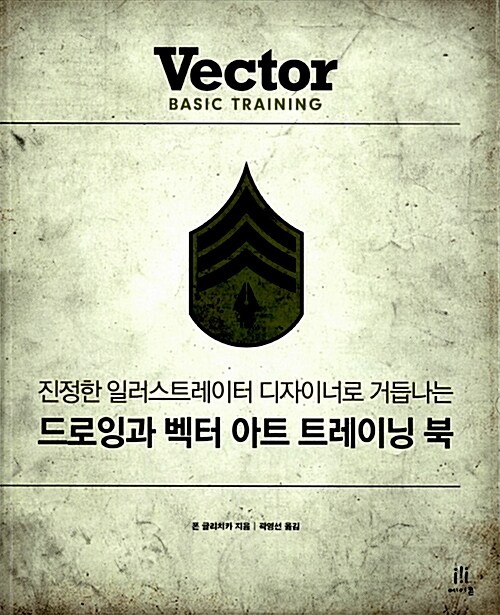 Vector
BASIC TRAINING
진정한 일러스트레이터 디자이너로 거듭나는
드로잉과 벡터 아트 트레이닝 북
폰 글리치카 지음 | 곽영선 옮김